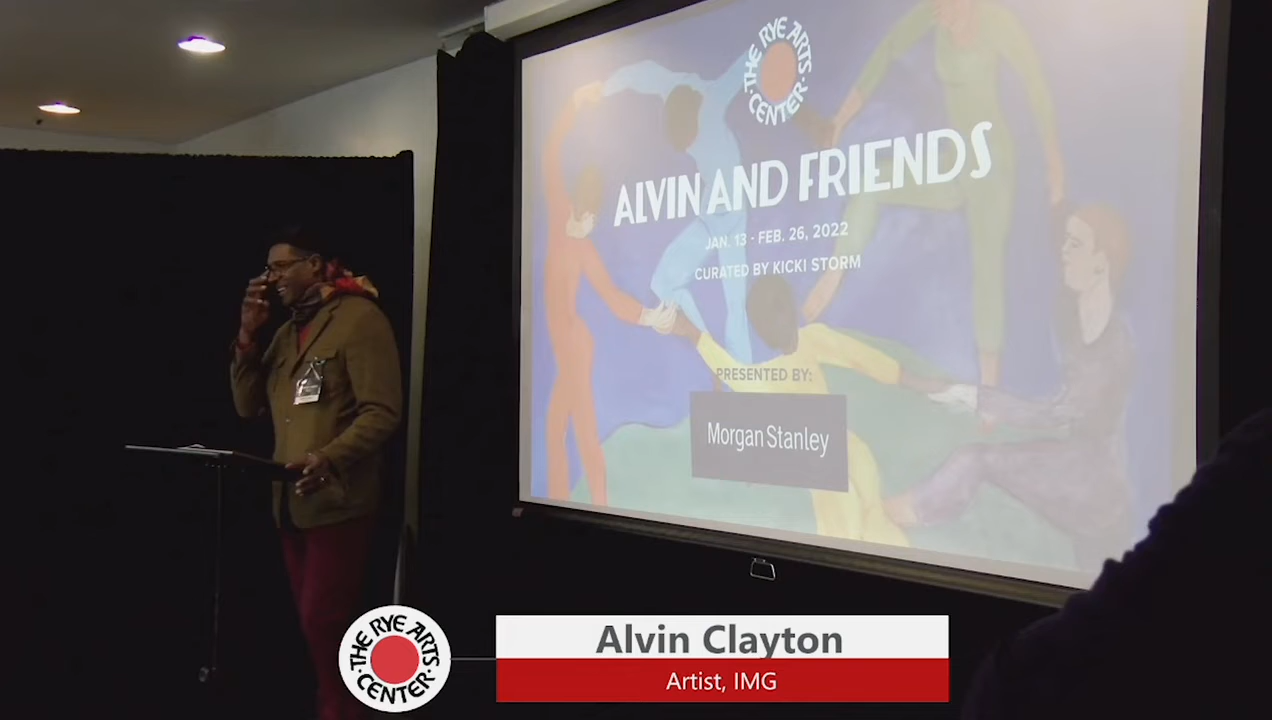 THE RYE ARTS
CENTER
ALVIN AND FRIENDS
JAN. 13 - FEB. 26, 2022
CURATED BY KICKI STORM
PRESENTED BY:
Morgan Stanley
THE RYE ARTS
CENTER
Alvin Clayton
Artist, IMG